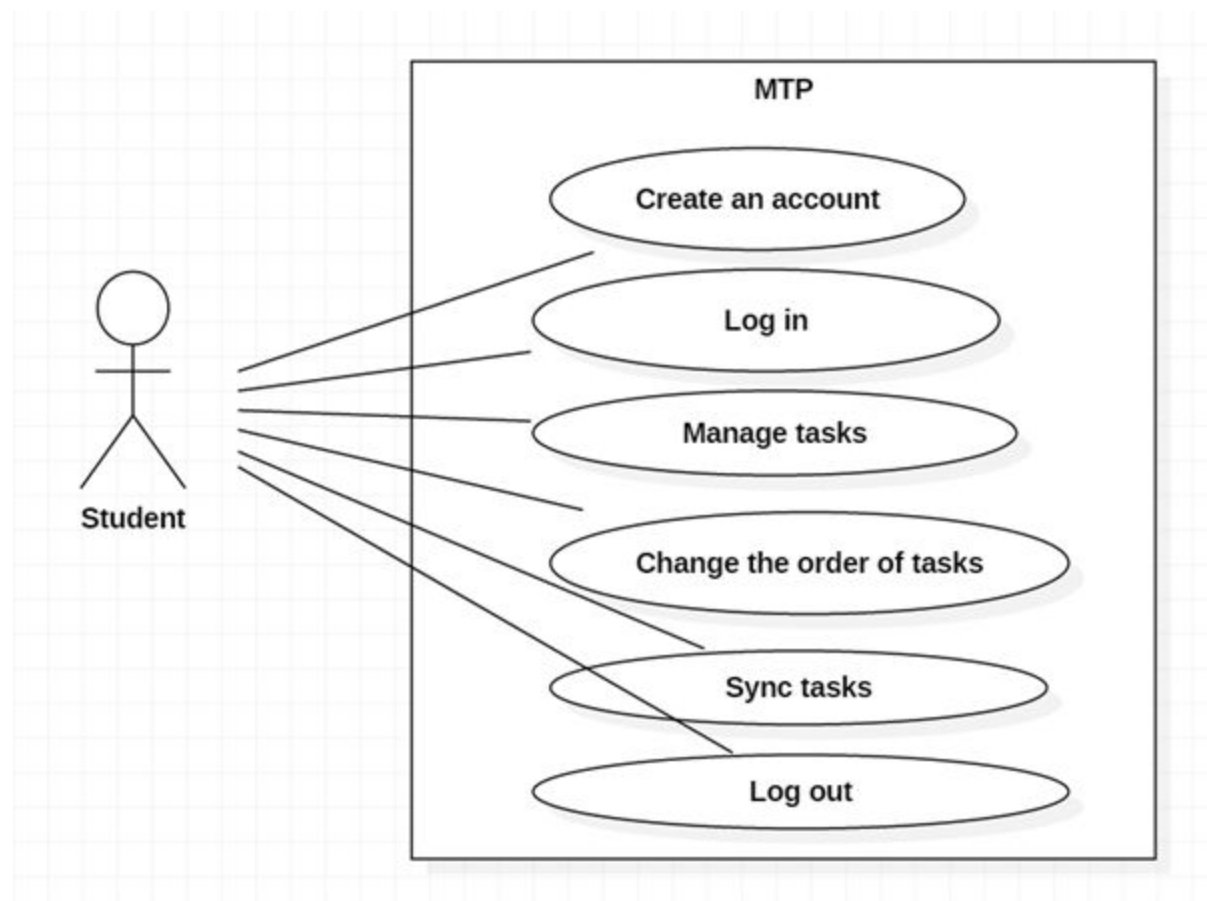 MTP
Create an account
Log in
Manage tasks
Student
Change the order of tasks
Sync tasks
Log out